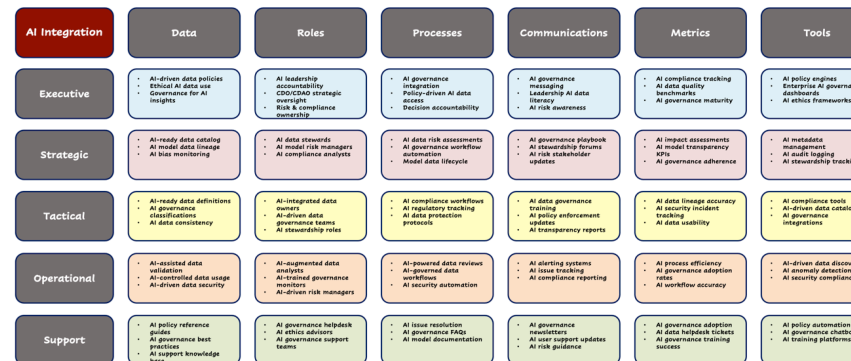 AI Integration
Data
Roles
Processes
Communications
Metrics
Tools
Executive
• AI-driven data policies
• Ethical AI data use
• Governance for AI
insights
• AI leadership
accountability
• CDO/CDAO strategic
oversight
• Risk & compliance
ownership
• AI governance
integration
• Policy-driven AI data
access
• Decision accountability
• AI governance
messaging
• Leadership AI data
literacy
• AI risk awareness
• AI compliance tracking
• AI data quality
benchmarks
• AI governance maturity
• AI policy engines
• Enterprise AI governa
dashboards
• AI ethics frameworks
Strategic
• AI-ready data catalog
• AI model data lineage
• AI bias monitoring
• AI data stewards
• AI model risk managers
• AI compliance analysts
• AI data risk assessments
• AI governance workflow
automation
• Model data lifecycle
• AI governance playbook
• AI stewardship forums
• AI risk stakeholder
updates
• AI impact assessments
• AI model transparency
KPIs
• AI governance adherence
• AI metadata
management
• AI audit logging
• AI stewardship tracki
Tactical
• AI-ready data definitions
• AI governance
classifications
• AI data consistency
• AI-integrated data
owners
• AI-driven data
governance teams
• AI stewardship roles
• AI compliance workflows
• AI regulatory tracking
• AI data protection
protocols
• AI data governance
training
• AI policy enforcement
updates
• AI transparency reports
• AI data lineage accuracy
• AI security incident
tracking
• AI data usability
• AI compliance tools
• AI-driven data catalo
• AI governance
integrations
Operational
• AI-assisted data
validation
• AI-controlled data usage
• AI-driven data security
• AI-augmented data
analysts
• AI-trained governance
monitors
• AI-driven risk managers
• AI-powered data reviews
• AI-governed data
workflows
• AI security automation
• AI alerting systems
• AI issue tracking
• AI compliance reporting
• AI process efficiency
• AI governance adoption
rates
• AI workflow accuracy
• AI-driven data discov
• AI anomaly detection
• AI security complianc
Support
• AI policy reference
guides
• AI governance best
practices
• AI support knowledge
• AI governance helpdesk
• AI ethics advisors
• AI governance support
teams
• AI issue resolution
• AI governance FAQs
• AI model documentation
• AI governance
newsletters
• AI user support updates
• AI risk guidance
• AI governance adoption
• AI data helpdesk tickets
• AI governance training
success
• AI policy automation
• AI governance chatbo
• AI training platforms